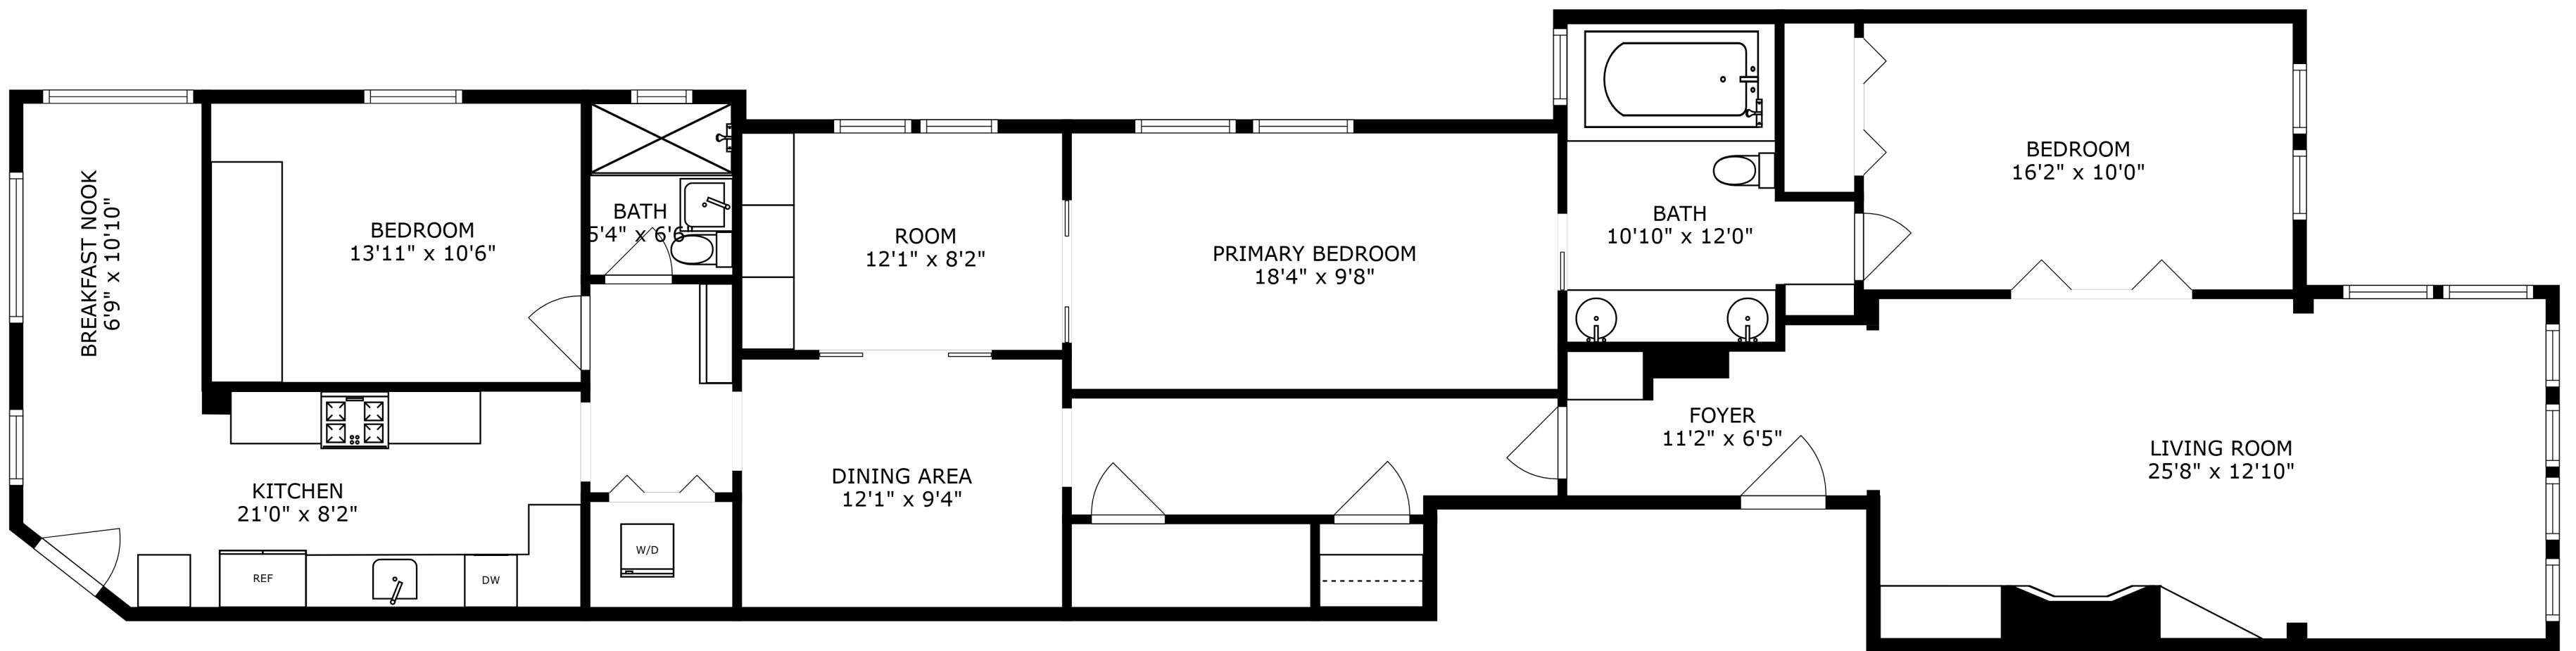 BREAKFAST NOOK
6'9" x 10'10"
BEDROOM
13'11" x 10'6"
BATH
5'4" x 6'6
ROOM
12'1" x 8'2"
PRIMARY BEDROOM
18'4" x 9'8"
BATH
10'10" x 12'0"
BEDROOM
16'2" x 10'0"
KITCHEN
21'0" x 8'2"
REF
DW
W/D
DINING AREA
12'1" x 9'4"
FOYER
11'2" x 6'5"
LIVING ROOM
25'8" x 12'10"